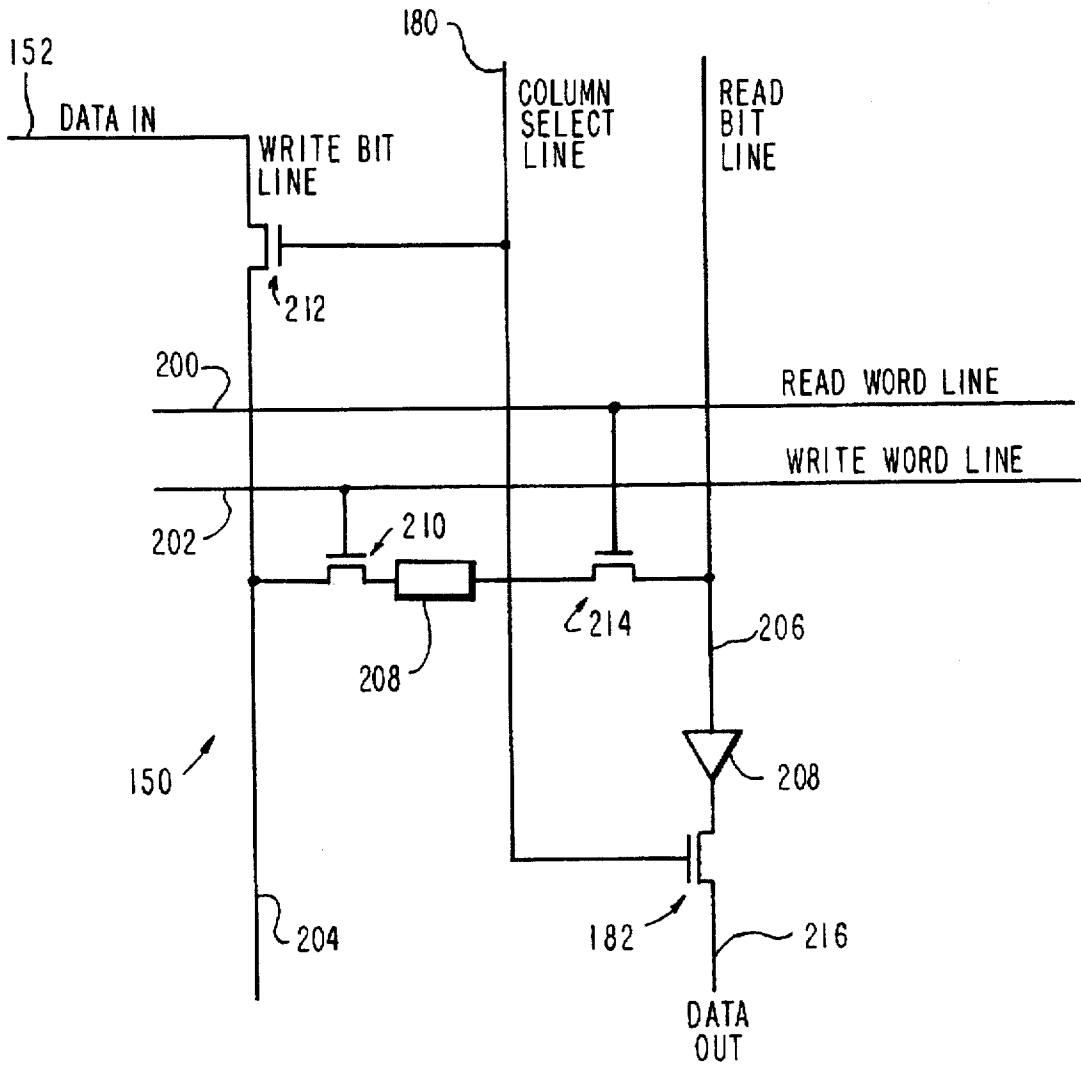 180
152
DATA IN
COLUMN
SELECT
LINE
READ
BIT
LINE
WRITE BIT
LINE
212
200
READ WORD LINE
WRITE WORD LINE
202
210
214
208
206
150
208
204
182
216
DATA
OUT